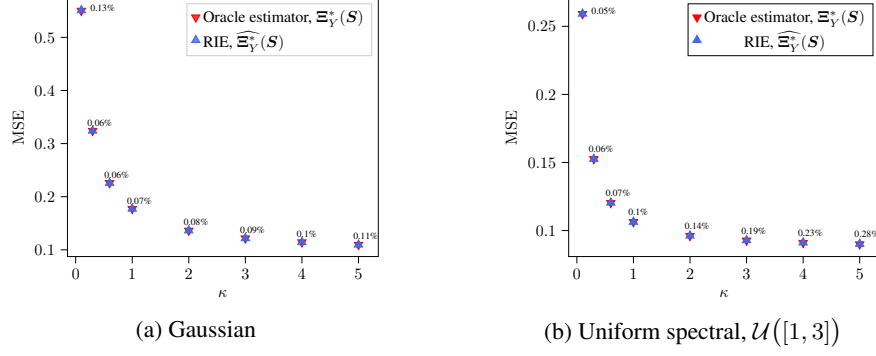 0.13%
Oracle estimator, Ξ*_Y(S)
RIE, \widehat{Ξ*_Y}(S)
0.5
0.4
MSE
0.06%
0.3
0.06%
0.2
0.07%
0.08%
0.09%
0.1%
0.11%
0.1
0 1 2 3 4 5
κ
(a) Gaussian
0.05%
Oracle estimator, Ξ*_Y(S)
RIE, \widehat{Ξ*_Y}(S)
0.25
0.2
MSE
0.06%
0.15
0.07%
0.1%
0.14%
0.19%
0.23%
0.28%
0.1
0 1 2 3 4 5
κ
(b) Uniform spectral, U([1, 3])